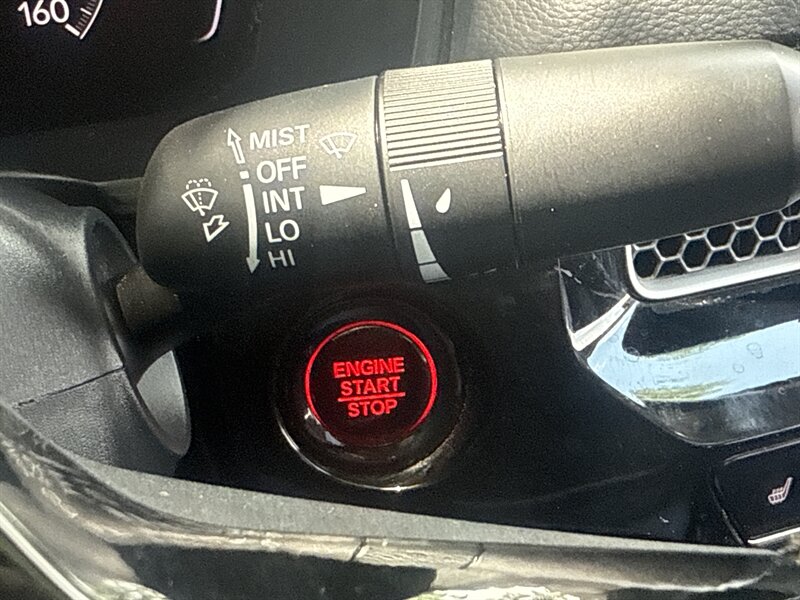 160
MIST
OFF
INT
LO
HI
ENGINE
START
STOP